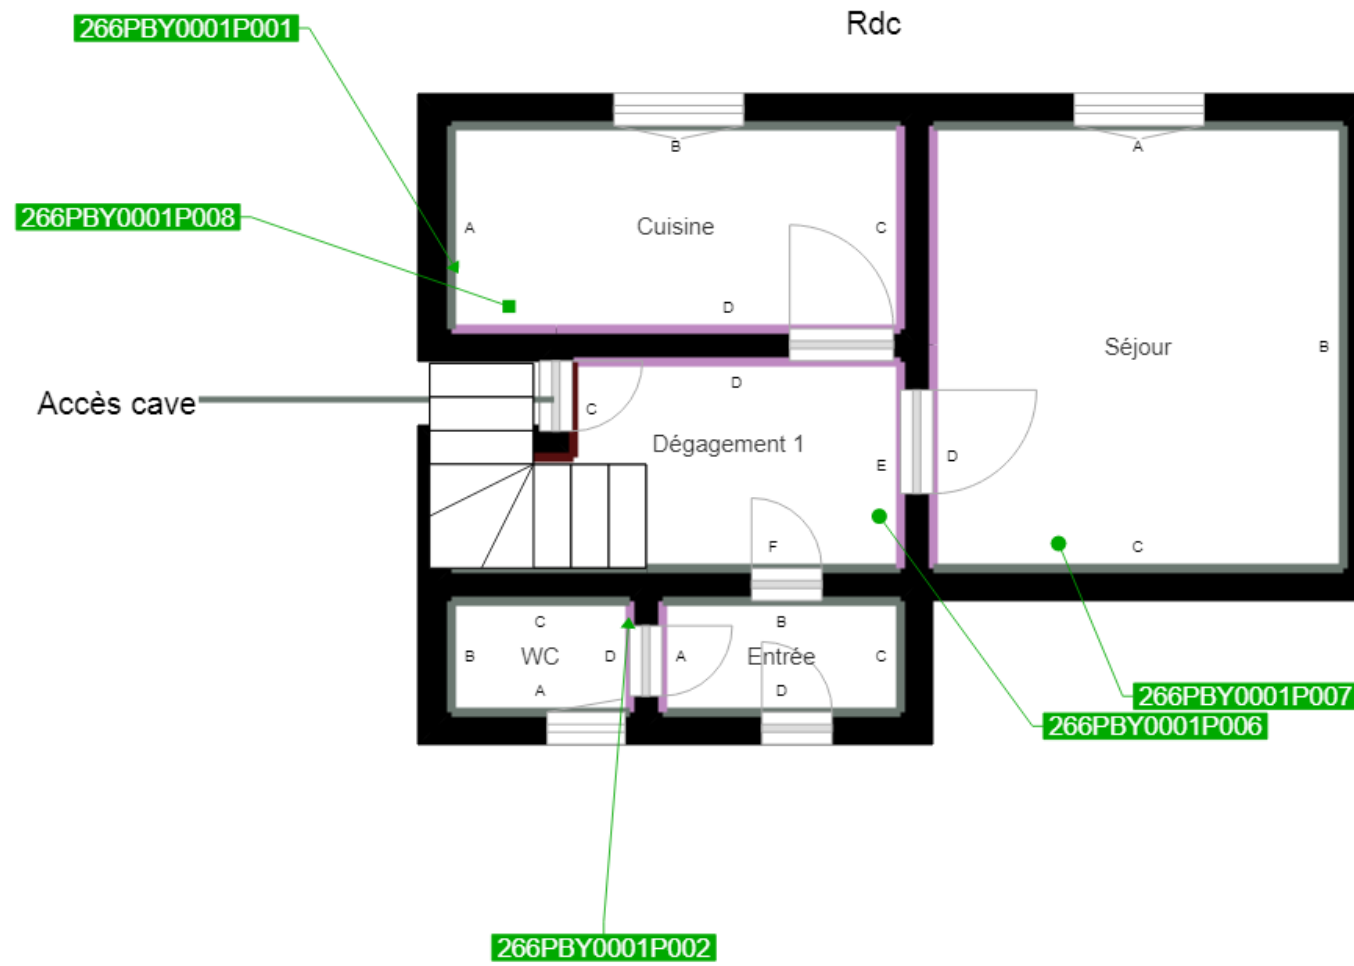 Rdc
266PBY0001P001
266PBY0001P008
B
A
Cuisine
C
D
A
Séjour
B
D
C
Accès cave
D
C
Dégagement 1
E
F
C
B
WC
D
A
B
A
Entrée
C
D
266PBY0001P007
266PBY0001P006
266PBY0001P002